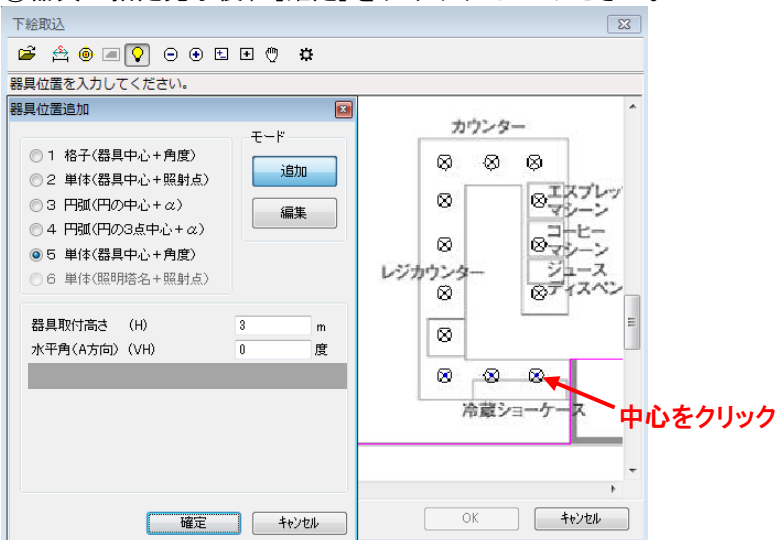 下絵取込
器具位置を入力してください。
器具位置追加
1 格子(器具中心+角度)
2 単体(器具中心+照射点)
3 円弧(円の中心+α)
4 円弧(円の3点中心+α)
5 単体(器具中心+角度)
6 単体(照明塔名+照射点)
モード
追加
編集
器具取付高さ (H) 3 m
水平角(A方向) (VH) 0 度
確定 キャンセル
カウンター
エスプレッ
マシーン
コーヒー
マシーン
ジュース
ディスペン
レジカウンター
冷蔵ショーケース
中心をクリック
OK キャンセル